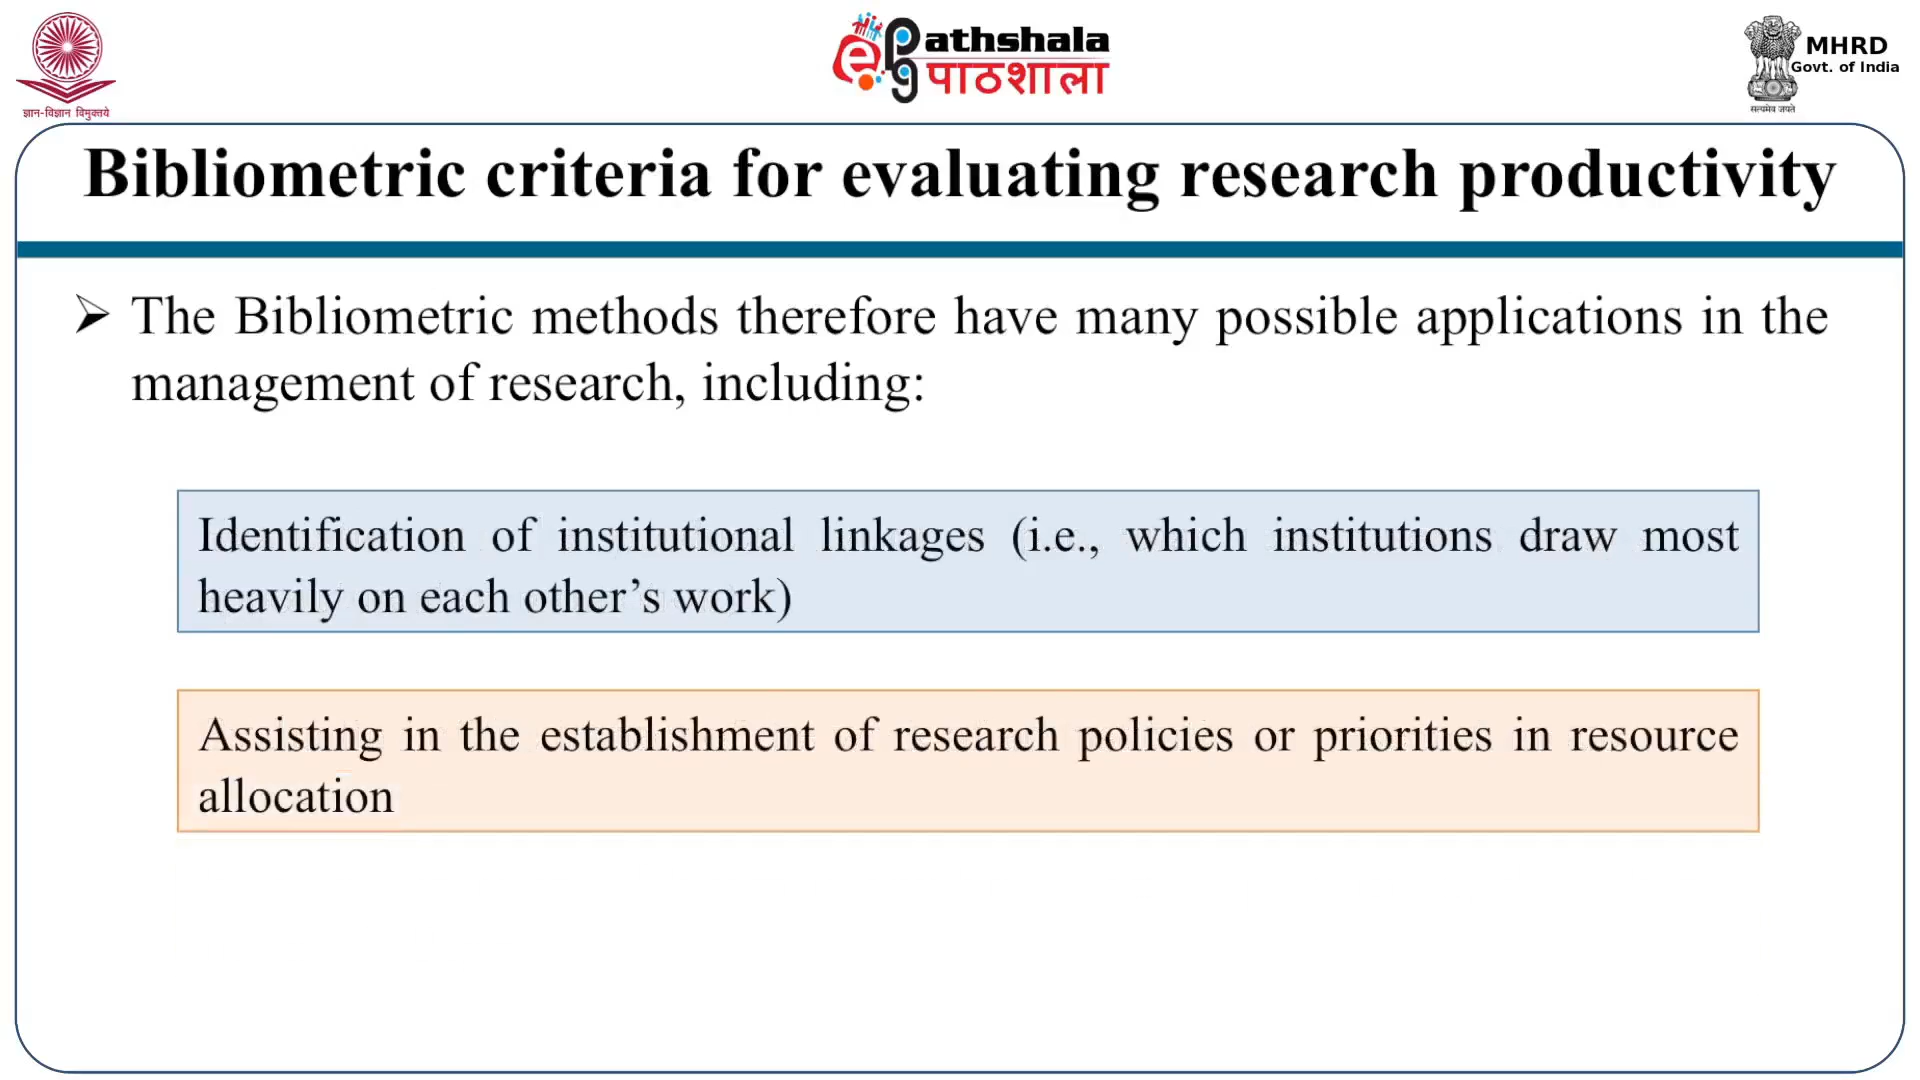 ज्ञान-विज्ञान विमुक्तये
ePathshala
पाठशाला
pg
MHRD
Govt. of India
सत्यमेव जयते
Bibliometric criteria for evaluating research productivity
➢ The Bibliometric methods therefore have many possible applications in the
management of research, including:
Identification of institutional linkages (i.e., which institutions draw most
heavily on each other’s work)
Assisting in the establishment of research policies or priorities in resource
allocation